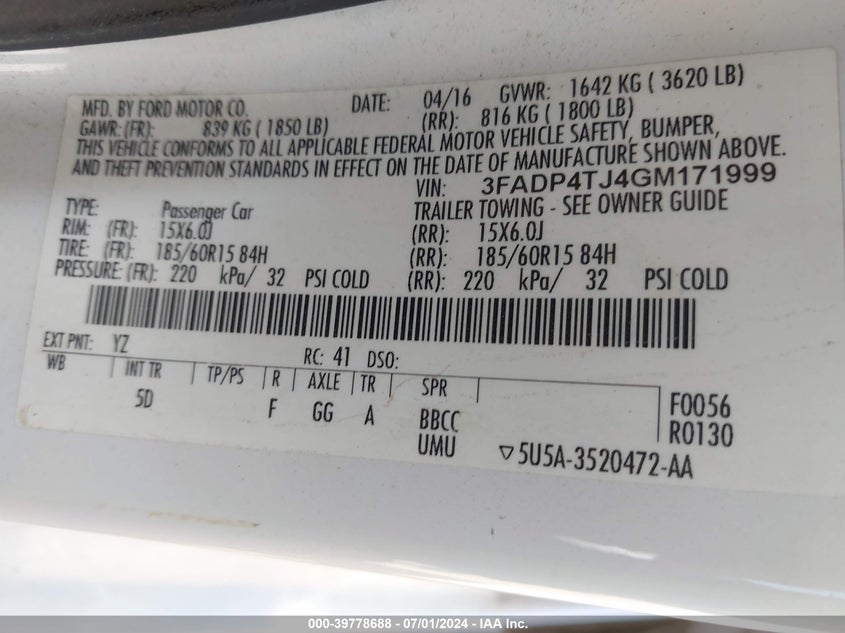 MFD. BY FORD MOTOR CO. DATE: 04/16 GVWR: 1642 KG ( 3620 LB)
GAWR: (FR): 839 KG ( 1850 LB) (RR): 816 KG ( 1800 LB)
THIS VEHICLE CONFORMS TO ALL APPLICABLE FEDERAL MOTOR VEHICLE SAFETY, BUMPER,
AND THEFT PREVENTION STANDARDS IN EFFECT ON THE DATE OF MANUFACTURE SHOWN ABOVE.
VIN: 3FADP4TJ4GM171999
TYPE: Passenger Car TRAILER TOWING - SEE OWNER GUIDE
RIM: (FR): 15X6.0J (RR): 15X6.0J
TIRE: (FR): 185/60R15 84H (RR): 185/60R15 84H
PRESSURE: (FR): 220 kPa/ 32 PSI COLD (RR): 220 kPa/ 32 PSI COLD
EXT PNT: YZ RC: 41 DSO:
WB INT TR TP/PS R AXLE TR SPR
5D F GG A BBCC F0056
UMU R0130
5U5A-3520472-AA
000-39778688 - 07/01/2024 - IAA Inc.